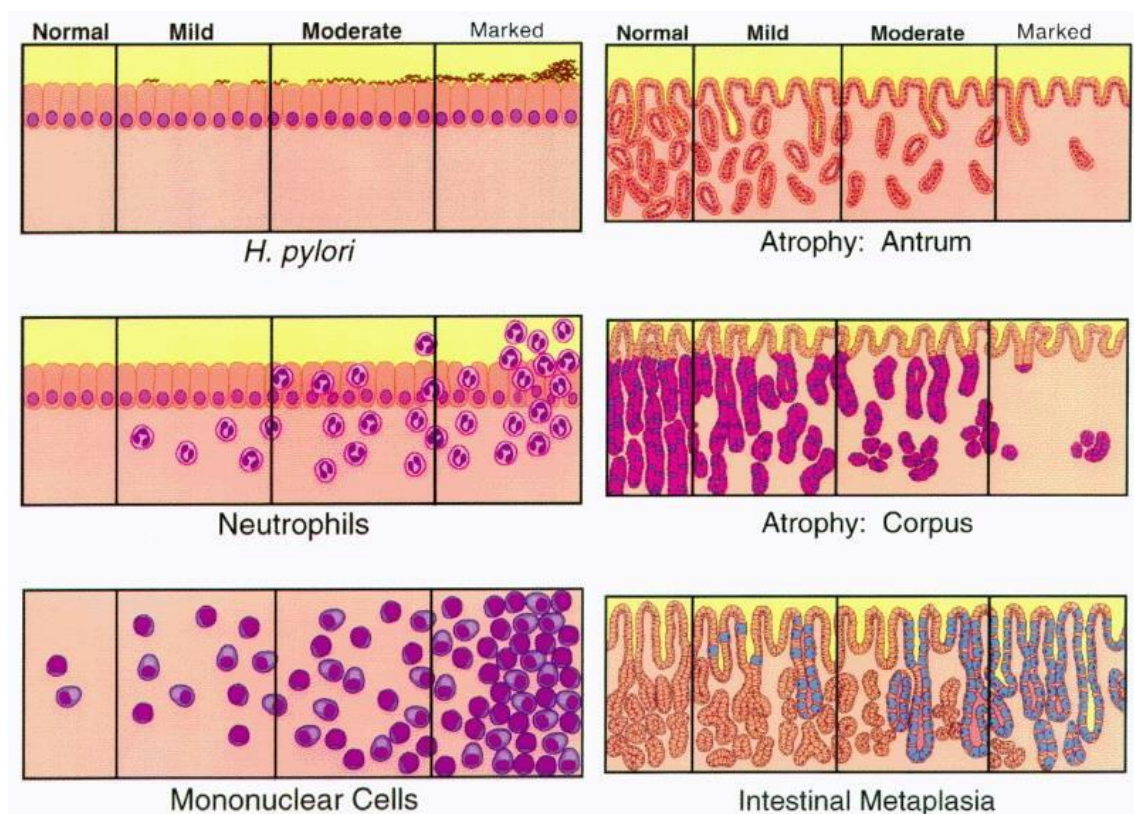 Normal Mild Moderate Marked
H. pylori
Neutrophils
Mononuclear Cells
Normal Mild Moderate Marked
Atrophy: Antrum
Atrophy: Corpus
Intestinal Metaplasia